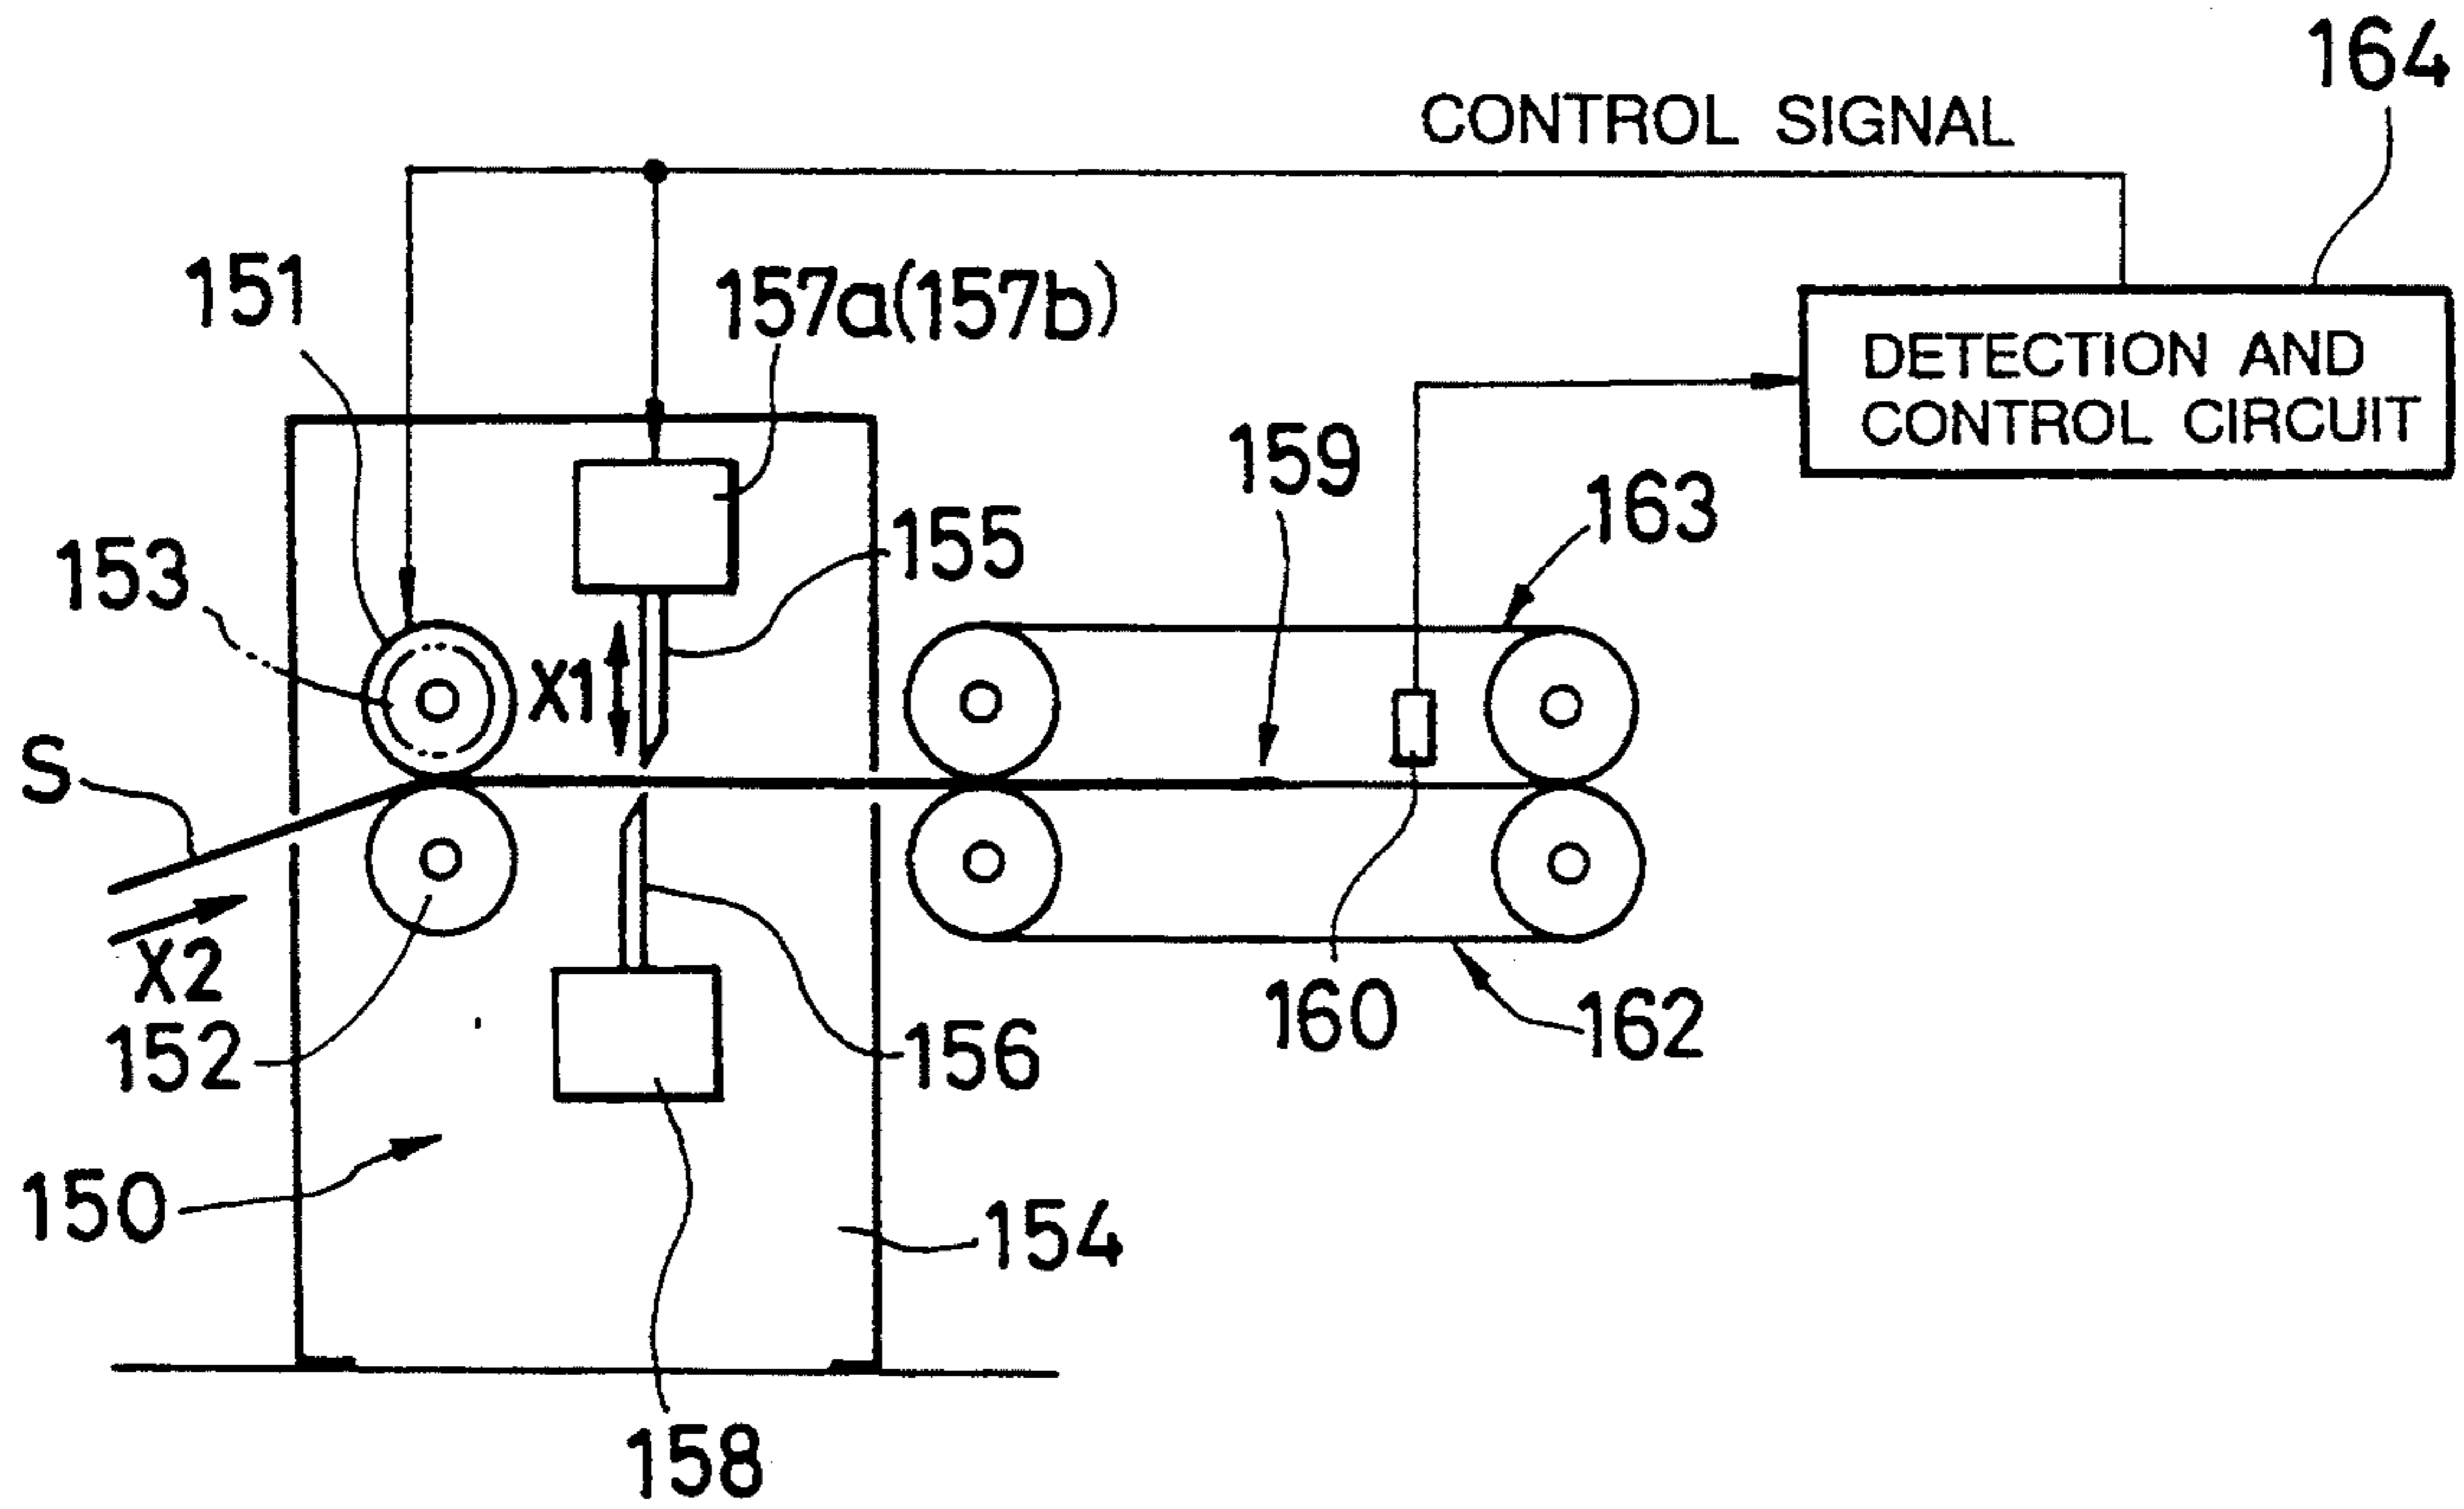 164
CONTROL SIGNAL
151
157a(157b)
DETECTION AND
CONTROL CIRCUIT
159
163
155
153
X1
S
X2
160
162
152
156
150
154
158